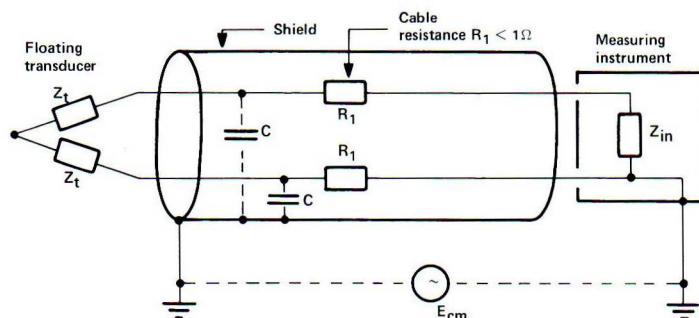 Shield
Cable
resistance R₁ < 1Ω
Measuring
instrument
Floating
transducer
Zt
Zt
C
R₁
C
R₁
Zin
~
Ecm